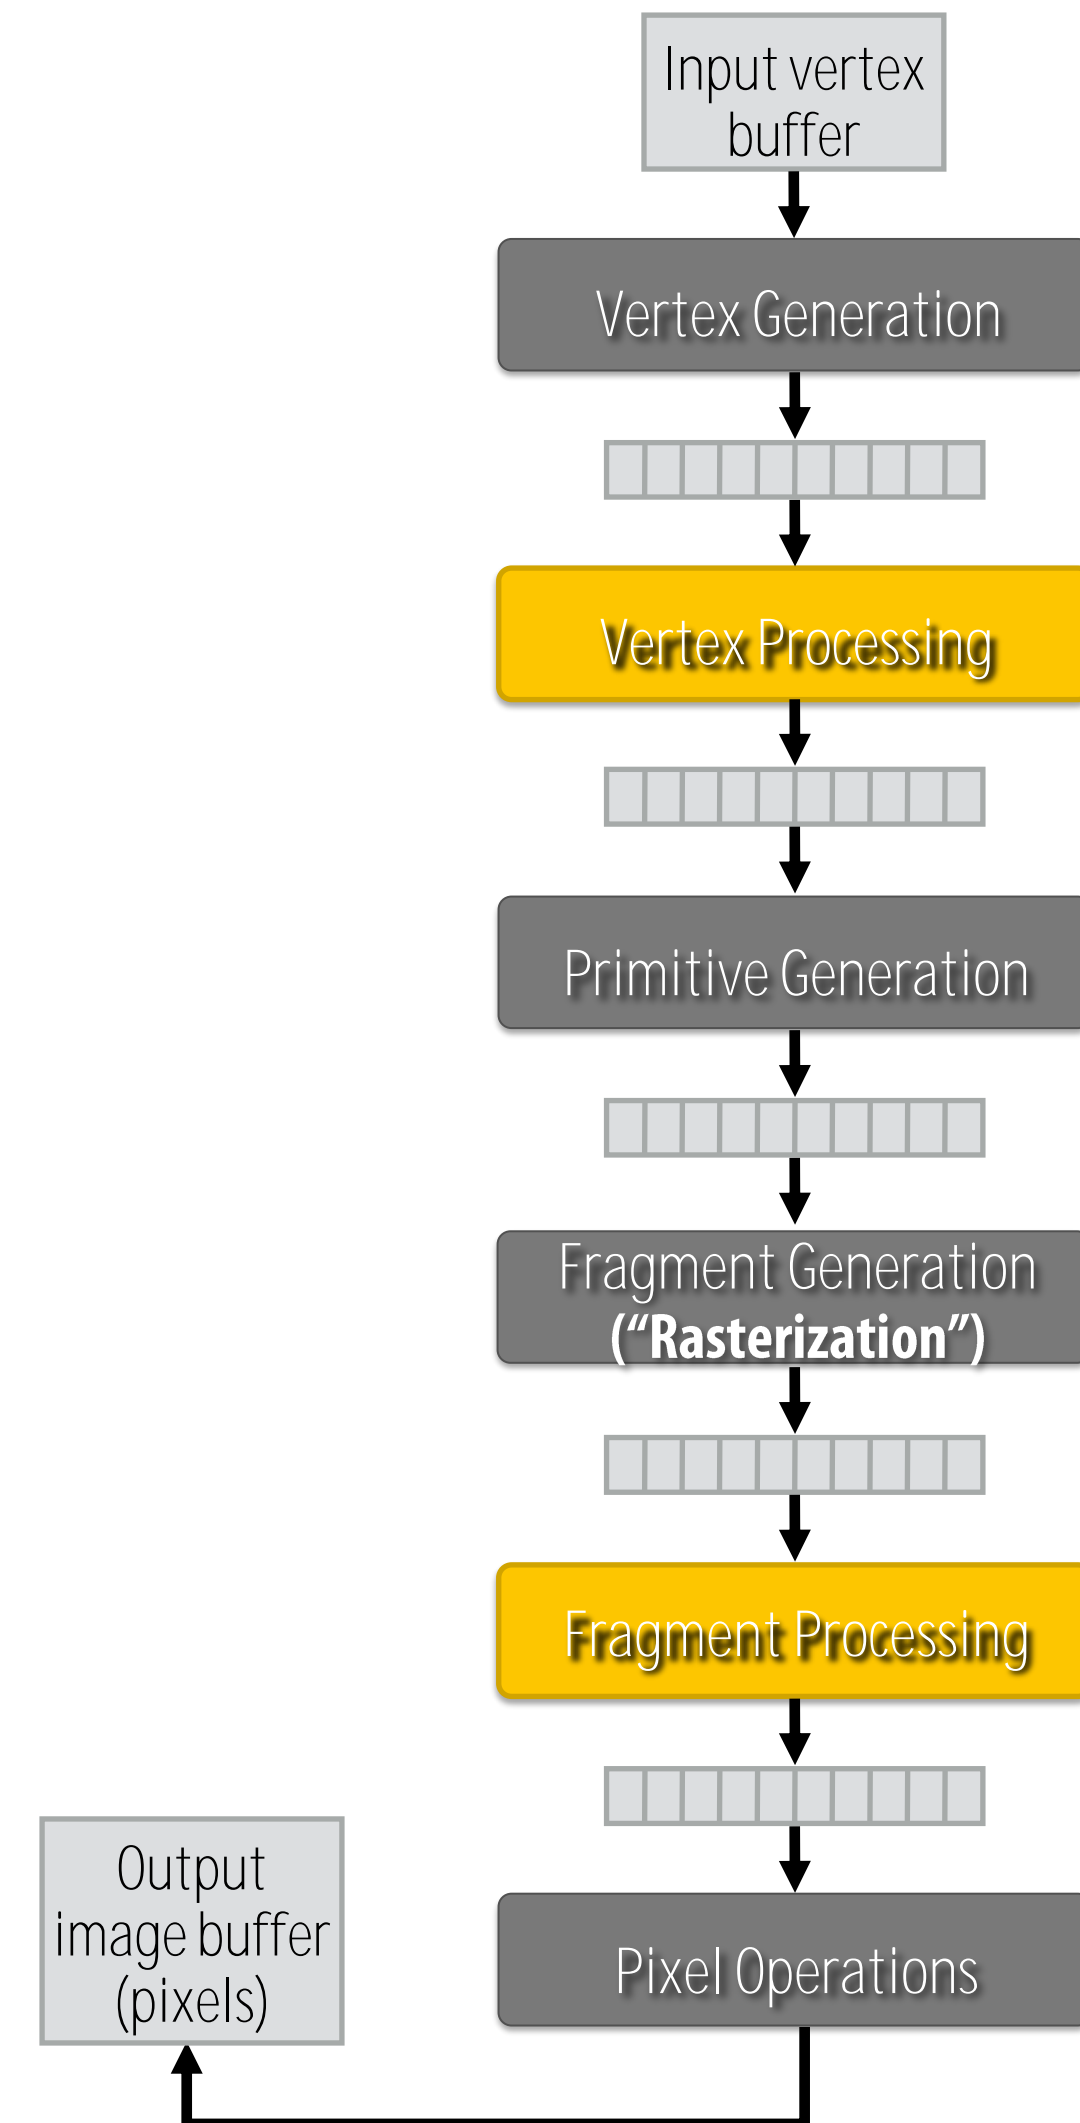 Input vertex
buffer
Vertex Generation
Vertex Processing
Primitive Generation
Fragment Generation
(“Rasterization”)
Fragment Processing
Output
image buffer
(pixels)
Pixel Operations